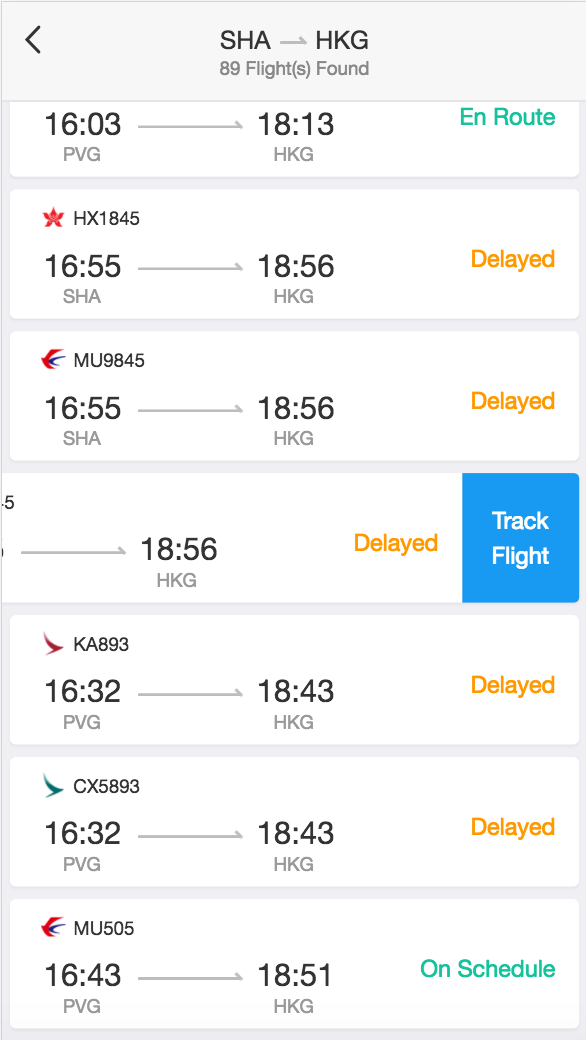 SHA HKG
89 Flight(s) Found
16:03 18:13 En Route
PVG HKG
HX1845
16:55 18:56 Delayed
SHA HKG
MU9845
16:55 18:56 Delayed
SHA HKG
45
18:56 Delayed Track Flight
HKG
KA893
16:32 18:43 Delayed
PVG HKG
CX5893
16:32 18:43 Delayed
PVG HKG
MU505
16:43 18:51 On Schedule
PVG HKG